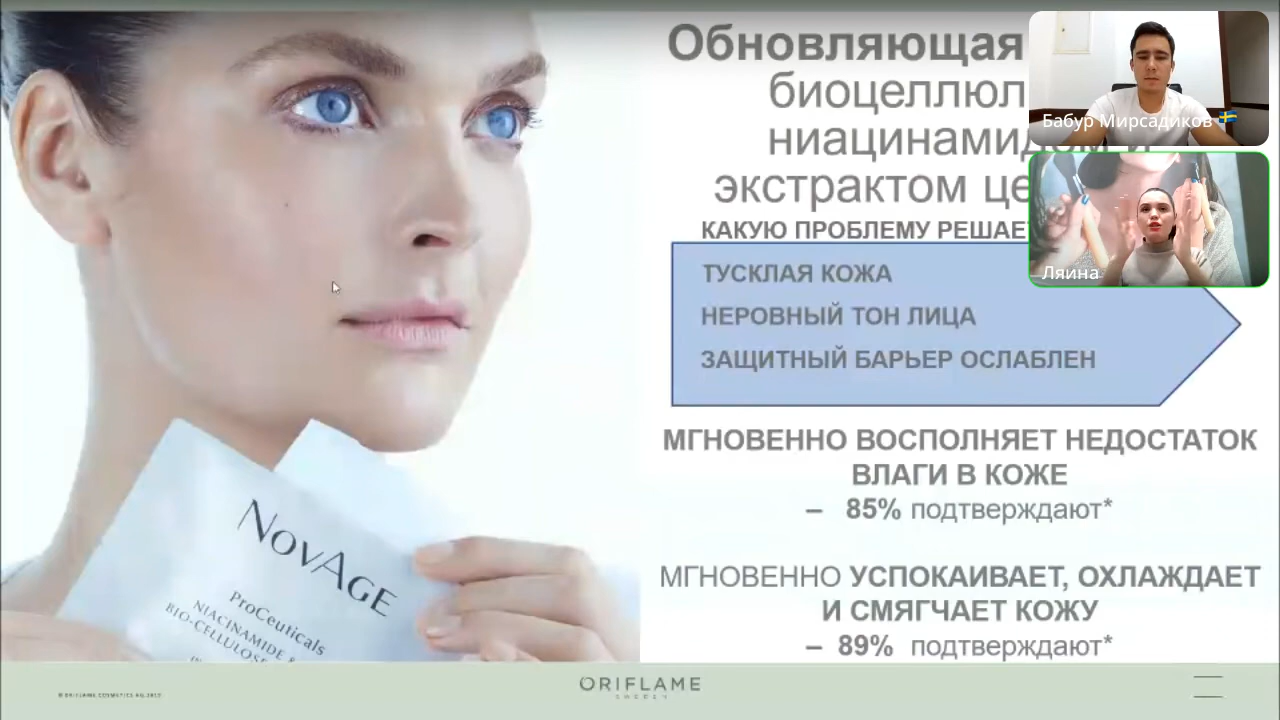 Обновляющая
биоцеллюл
ниацинамидом и
экстрактом це
КАКУЮ ПРОБЛЕМУ РЕШАЕТ
ТУСКЛАЯ КОЖА
НЕРОВНЫЙ ТОН ЛИЦА
ЗАЩИТНЫЙ БАРЬЕР ОСЛАБЛЕН
МГНОВЕННО ВОСПОЛНЯЕТ НЕДОСТАТОК
ВЛАГИ В КОЖЕ
– 85% подтверждают*
МГНОВЕННО УСПОКАИВАЕТ, ОХЛАЖДАЕТ
И СМЯГЧАЕТ КОЖУ
– 89% подтверждают*
Бабур Мирсадиков
Ляина
NOVAGE
ProCeuticals
NIACINAMIDE &
BIO-CELLULOSE
ORIFLAME
SWEDEN